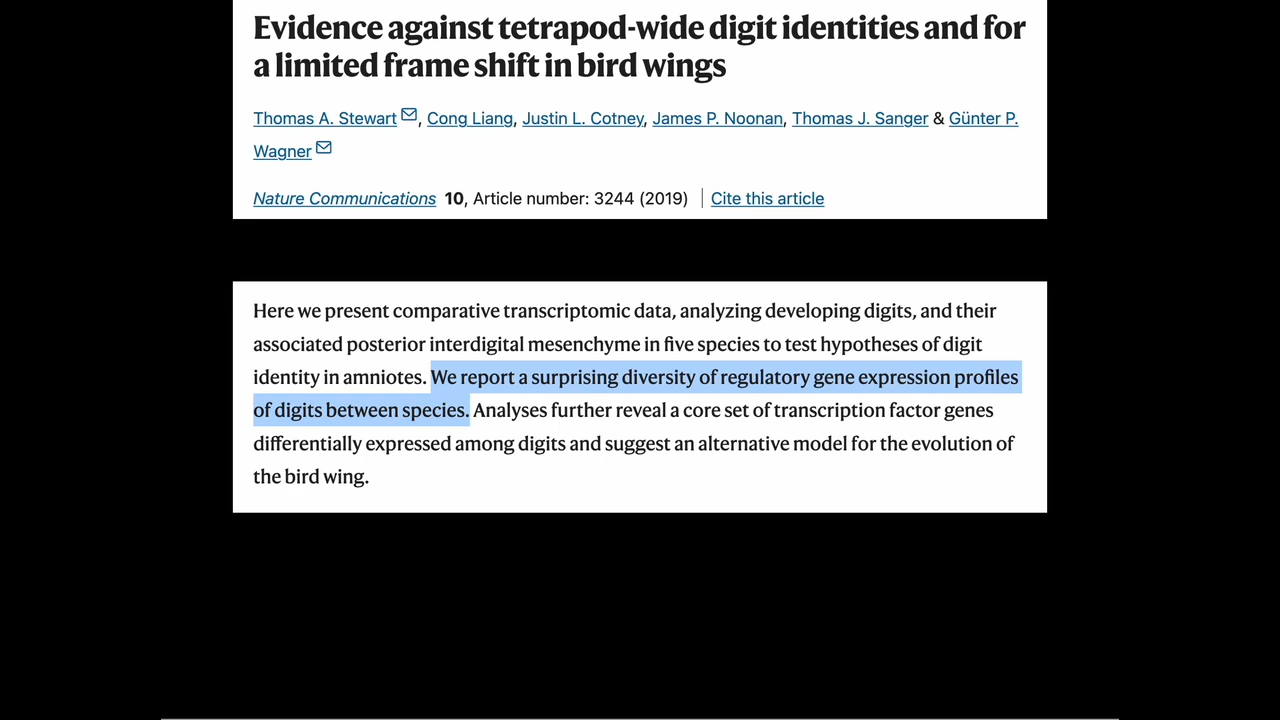 Evidence against tetrapod-wide digit identities and for
a limited frame shift in bird wings
Thomas A. Stewart, Cong Liang, Justin L. Cotney, James P. Noonan, Thomas J. Sanger & Günter P.
Wagner
Nature Communications 10, Article number: 3244 (2019) | Cite this article
Here we present comparative transcriptomic data, analyzing developing digits, and their
associated posterior interdigital mesenchyme in five species to test hypotheses of digit
identity in amniotes. We report a surprising diversity of regulatory gene expression profiles
of digits between species. Analyses further reveal a core set of transcription factor genes
differentially expressed among digits and suggest an alternative model for the evolution of
the bird wing.